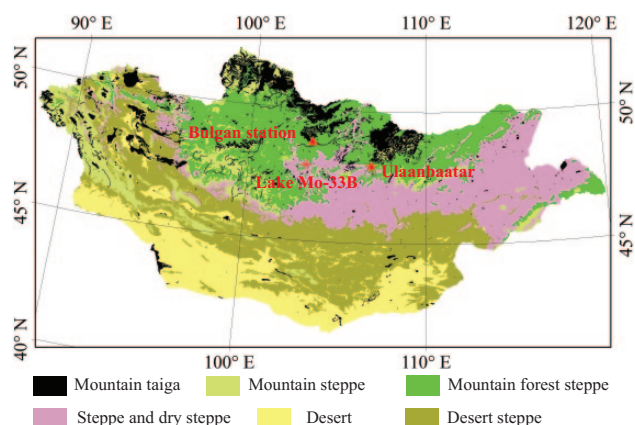 90° E 100° E 110° E 120° E
50° N
50° N
Bulgan station
Ulaanbaatar
Lake Mo-33B
45° N
45° N
40° N
100° E 110° E
Mountain taiga Mountain steppe Mountain forest steppe
Steppe and dry steppe Desert Desert steppe